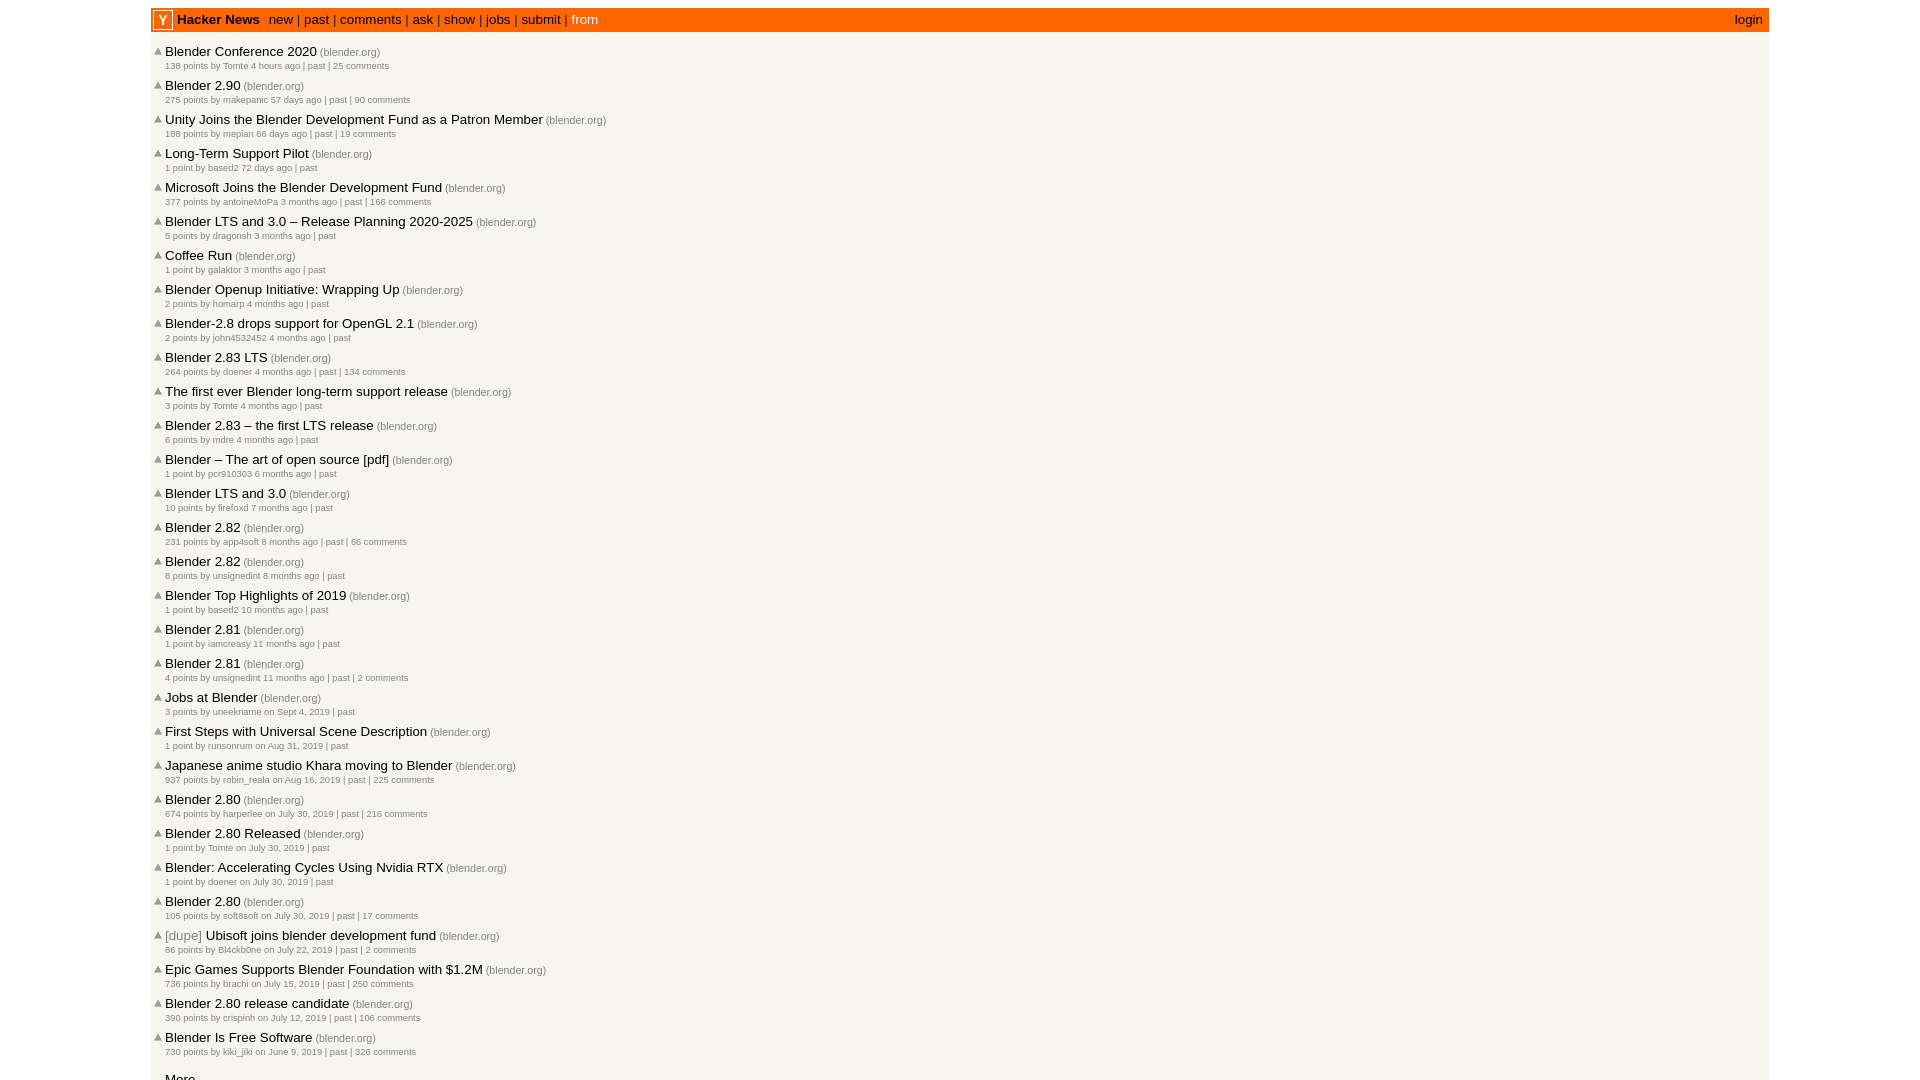 Y Hacker News new | past | comments | ask | show | jobs | submit | from login
Blender Conference 2020 (blender.org)
138 points by Tomte 4 hours ago | past | 25 comments
Blender 2.90 (blender.org)
275 points by makepanic 57 days ago | past | 90 comments
Unity Joins the Blender Development Fund as a Patron Member (blender.org)
188 points by mepian 66 days ago | past | 19 comments
Long-Term Support Pilot (blender.org)
1 point by based2 72 days ago | past
Microsoft Joins the Blender Development Fund (blender.org)
377 points by antoineMoPa 3 months ago | past | 166 comments
Blender LTS and 3.0 – Release Planning 2020-2025 (blender.org)
5 points by dragonsh 3 months ago | past
Coffee Run (blender.org)
1 point by galaktor 3 months ago | past
Blender Openup Initiative: Wrapping Up (blender.org)
2 points by homarp 4 months ago | past
Blender-2.8 drops support for OpenGL 2.1 (blender.org)
2 points by john4532452 4 months ago | past
Blender 2.83 LTS (blender.org)
264 points by doener 4 months ago | past | 134 comments
The first ever Blender long-term support release (blender.org)
3 points by Tomte 4 months ago | past
Blender 2.83 – the first LTS release (blender.org)
6 points by mdre 4 months ago | past
Blender – The art of open source [pdf] (blender.org)
1 point by pcr910303 6 months ago | past
Blender LTS and 3.0 (blender.org)
10 points by firefoxd 7 months ago | past
Blender 2.82 (blender.org)
231 points by app4soft 8 months ago | past | 66 comments
Blender 2.82 (blender.org)
8 points by unsignedint 8 months ago | past
Blender Top Highlights of 2019 (blender.org)
1 point by based2 10 months ago | past
Blender 2.81 (blender.org)
1 point by iamcreasy 11 months ago | past
Blender 2.81 (blender.org)
4 points by unsignedint 11 months ago | past | 2 comments
Jobs at Blender (blender.org)
3 points by uneekname on Sept 4, 2019 | past
First Steps with Universal Scene Description (blender.org)
1 point by runsonrum on Aug 31, 2019 | past
Japanese anime studio Khara moving to Blender (blender.org)
937 points by robin_reala on Aug 16, 2019 | past | 225 comments
Blender 2.80 (blender.org)
674 points by harperlee on July 30, 2019 | past | 216 comments
Blender 2.80 Released (blender.org)
1 point by Tomte on July 30, 2019 | past
Blender: Accelerating Cycles Using Nvidia RTX (blender.org)
1 point by doener on July 30, 2019 | past
Blender 2.80 (blender.org)
105 points by soft8soft on July 30, 2019 | past | 17 comments
[dupe] Ubisoft joins blender development fund (blender.org)
86 points by Bl4ckb0ne on July 22, 2019 | past | 2 comments
Epic Games Supports Blender Foundation with $1.2M (blender.org)
736 points by brachi on July 15, 2019 | past | 250 comments
Blender 2.80 release candidate (blender.org)
390 points by crispinh on July 12, 2019 | past | 106 comments
Blender Is Free Software (blender.org)
730 points by kiki_jiki on June 9, 2019 | past | 326 comments
More